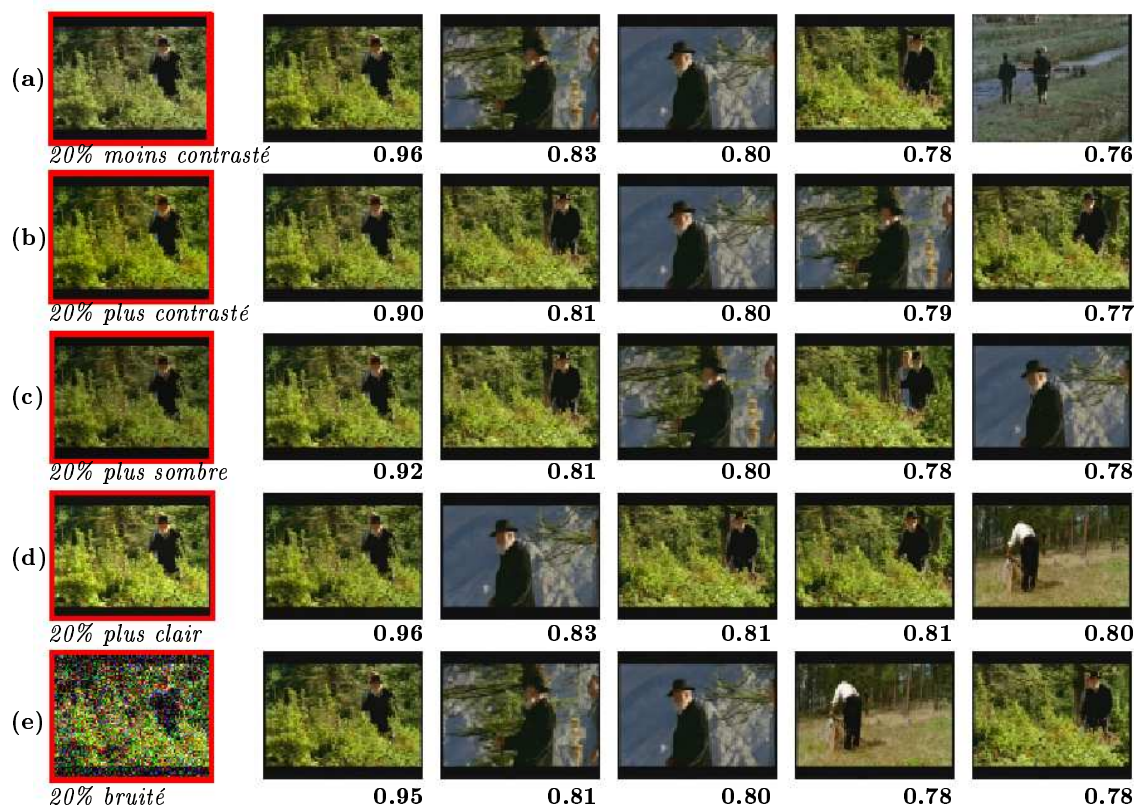 (a)
20% moins contrasté 0.96 0.83 0.80 0.78 0.76
(b)
20% plus contrasté 0.90 0.81 0.80 0.79 0.77
(c)
20% plus sombre 0.92 0.81 0.80 0.78 0.78
(d)
20% plus clair 0.96 0.83 0.81 0.81 0.80
(e)
20% bruité 0.95 0.81 0.80 0.78 0.78